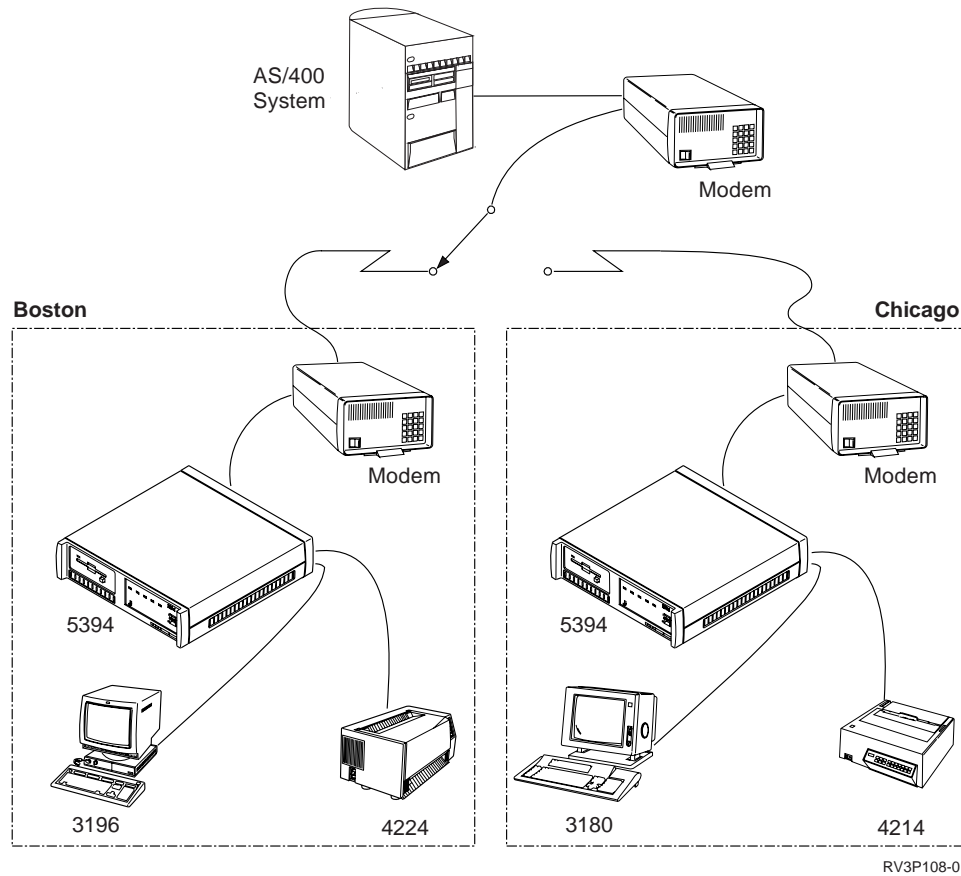 AS/400
System
Modem
Boston
Chicago
Modem
Modem
5394
5394
3196
4224
3180
4214
RV3P108-0